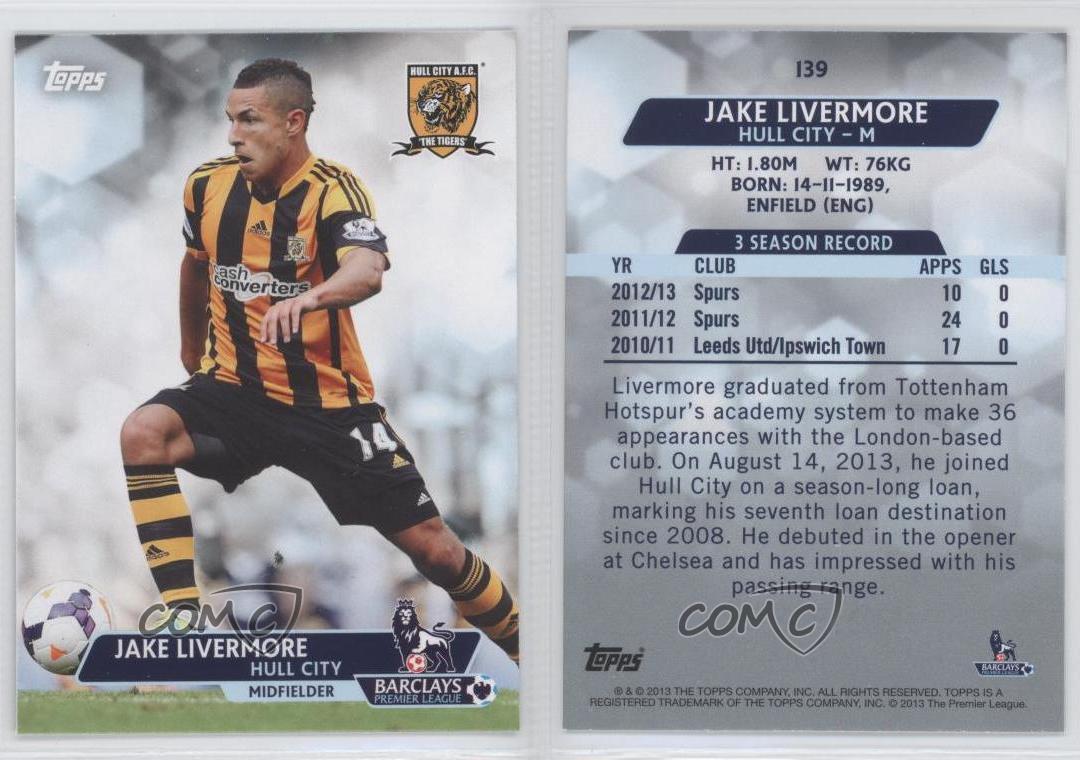 Topps
HULL CITY A.F.C.
'THE TIGERS'
adidas
cash
converters
14
COMC
JAKE LIVERMORE
HULL CITY
MIDFIELDER
BARCLAYS
PREMIER LEAGUE
139
JAKE LIVERMORE
HULL CITY – M
HT: 1.80M WT: 76KG
BORN: 14-11-1989,
ENFIELD (ENG)
3 SEASON RECORD
YR CLUB APPS GLS
2012/13 Spurs 10 0
2011/12 Spurs 24 0
2010/11 Leeds Utd/Ipswich Town 17 0
Livermore graduated from Tottenham
Hotspur's academy system to make 36
appearances with the London-based
club. On August 14, 2013, he joined
Hull City on a season-long loan,
marking his seventh loan destination
since 2008. He debuted in the opener
at Chelsea and has impressed with his
passing range.
COMC
Topps
BARCLAYS
PREMIER LEAGUE
® & © 2013 THE TOPPS COMPANY, INC. ALL RIGHTS RESERVED. TOPPS IS A
REGISTERED TRADEMARK OF THE TOPPS COMPANY, INC. © 2013 The Premier League.